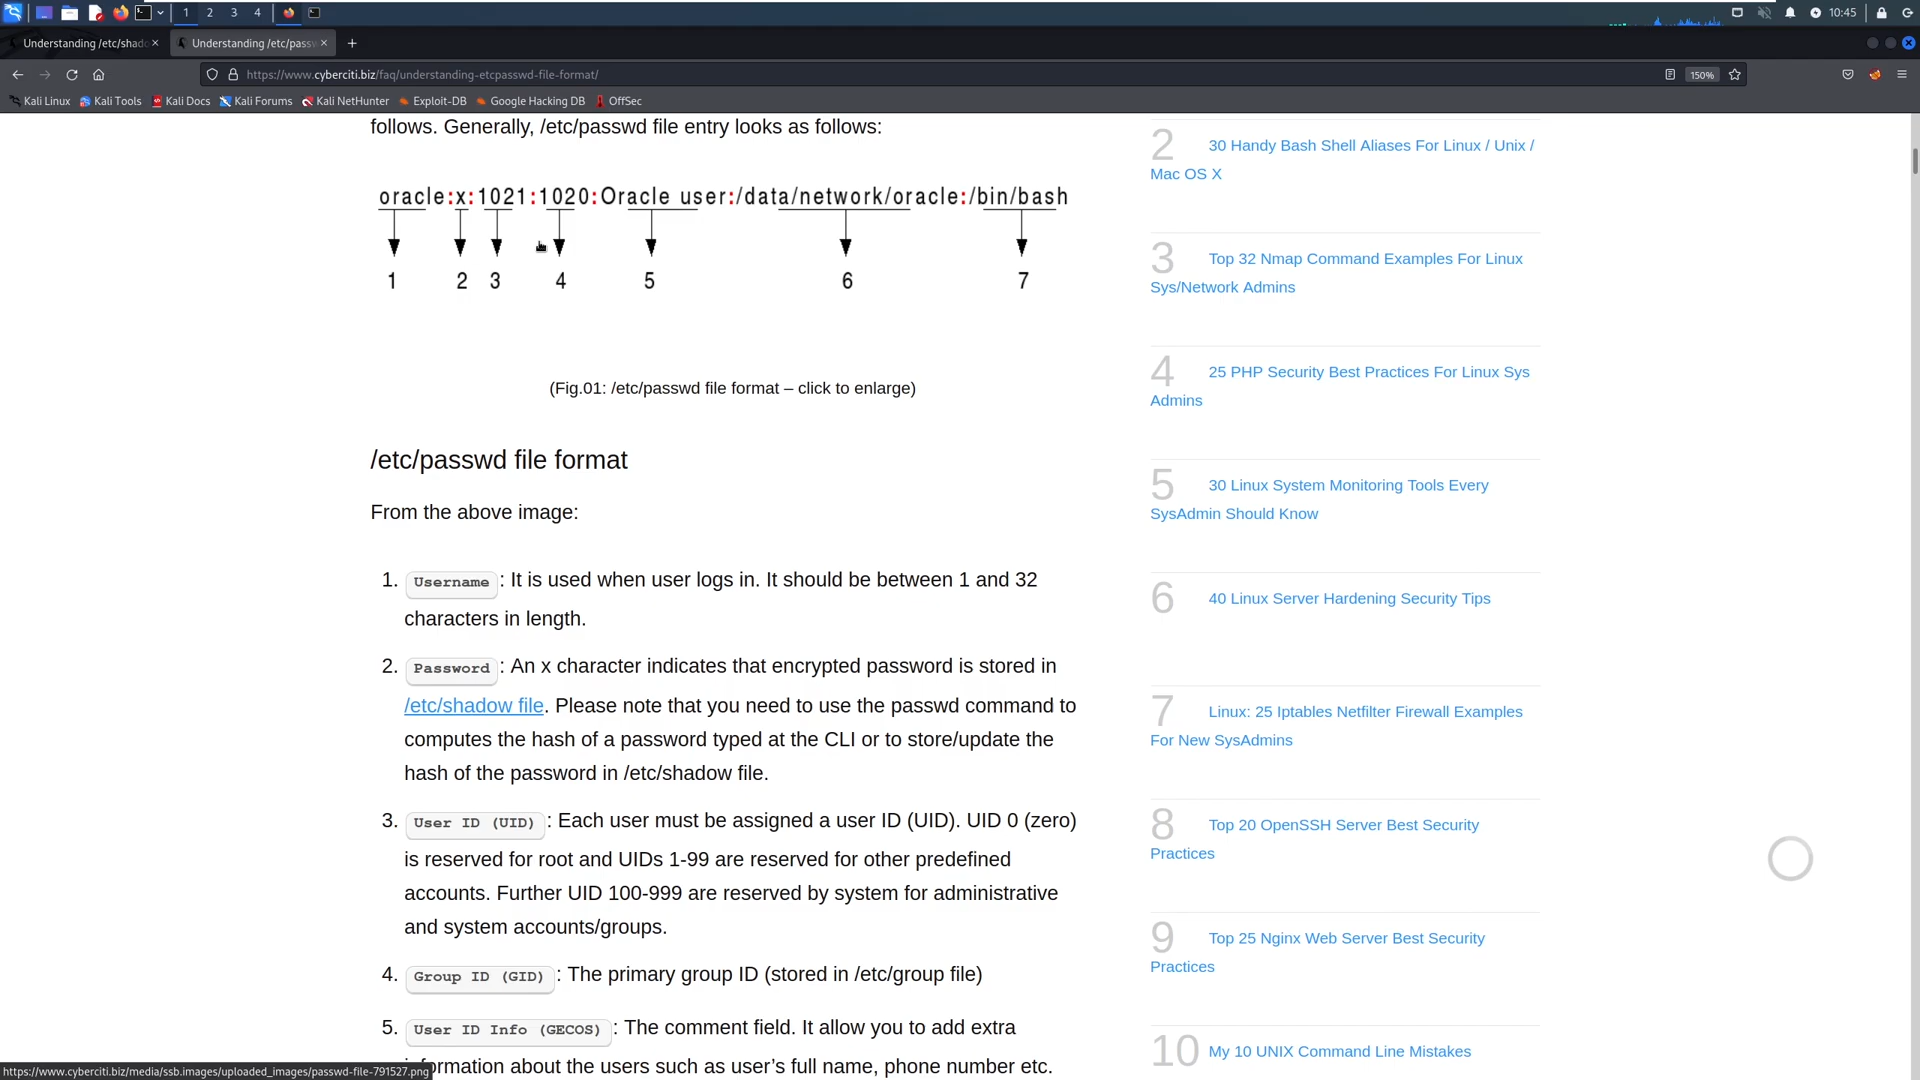 1 2 3 4 10:45
Understanding /etc/shado
Understanding /etc/passw
https://www.cyberciti.biz/faq/understanding-etcpasswd-file-format/ 150%
Kali Linux Kali Tools Kali Docs Kali Forums Kali NetHunter Exploit-DB Google Hacking DB OffSec
follows. Generally, /etc/passwd file entry looks as follows:
oracle:x:1021:1020:Oracle user:/data/network/oracle:/bin/bash
1 2 3 4 5 6 7
(Fig.01: /etc/passwd file format – click to enlarge)
/etc/passwd file format
From the above image:
1. Username: It is used when user logs in. It should be between 1 and 32
characters in length.
2. Password: An x character indicates that encrypted password is stored in
/etc/shadow file. Please note that you need to use the passwd command to
computes the hash of a password typed at the CLI or to store/update the
hash of the password in /etc/shadow file.
3. User ID (UID): Each user must be assigned a user ID (UID). UID 0 (zero)
is reserved for root and UIDs 1-99 are reserved for other predefined
accounts. Further UID 100-999 are reserved by system for administrative
and system accounts/groups.
4. Group ID (GID): The primary group ID (stored in /etc/group file)
5. User ID Info (GECOS): The comment field. It allow you to add extra
information about the users such as user’s full name, phone number etc.
2 30 Handy Bash Shell Aliases For Linux / Unix /
Mac OS X
3 Top 32 Nmap Command Examples For Linux
Sys/Network Admins
4 25 PHP Security Best Practices For Linux Sys
Admins
5 30 Linux System Monitoring Tools Every
SysAdmin Should Know
6 40 Linux Server Hardening Security Tips
7 Linux: 25 Iptables Netfilter Firewall Examples
For New SysAdmins
8 Top 20 OpenSSH Server Best Security
Practices
9 Top 25 Nginx Web Server Best Security
Practices
10 My 10 UNIX Command Line Mistakes
https://www.cyberciti.biz/media/ssb.images/uploaded_images/passwd-file-791527.png